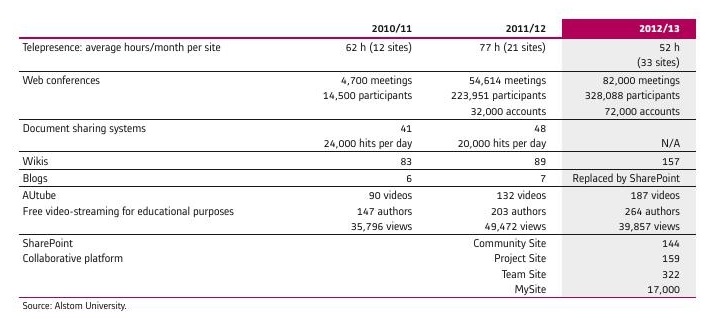 2010/11 2011/12 2012/13
Telepresence: average hours/month per site 62 h (12 sites) 77 h (21 sites) 52 h
(33 sites)
Web conferences 4,700 meetings 54,614 meetings 82,000 meetings
14,500 participants 223,951 participants 328,088 participants
32,000 accounts 72,000 accounts
Document sharing systems 41 48
24,000 hits per day 20,000 hits per day N/A
Wikis 83 89 157
Blogs 6 7 Replaced by SharePoint
AUtube 90 videos 132 videos 187 videos
Free video-streaming for educational purposes 147 authors 203 authors 264 authors
35,796 views 49,472 views 39,857 views
SharePoint Community Site 144
Collaborative platform Project Site 159
Team Site 322
MySite 17,000
Source: Alstom University.